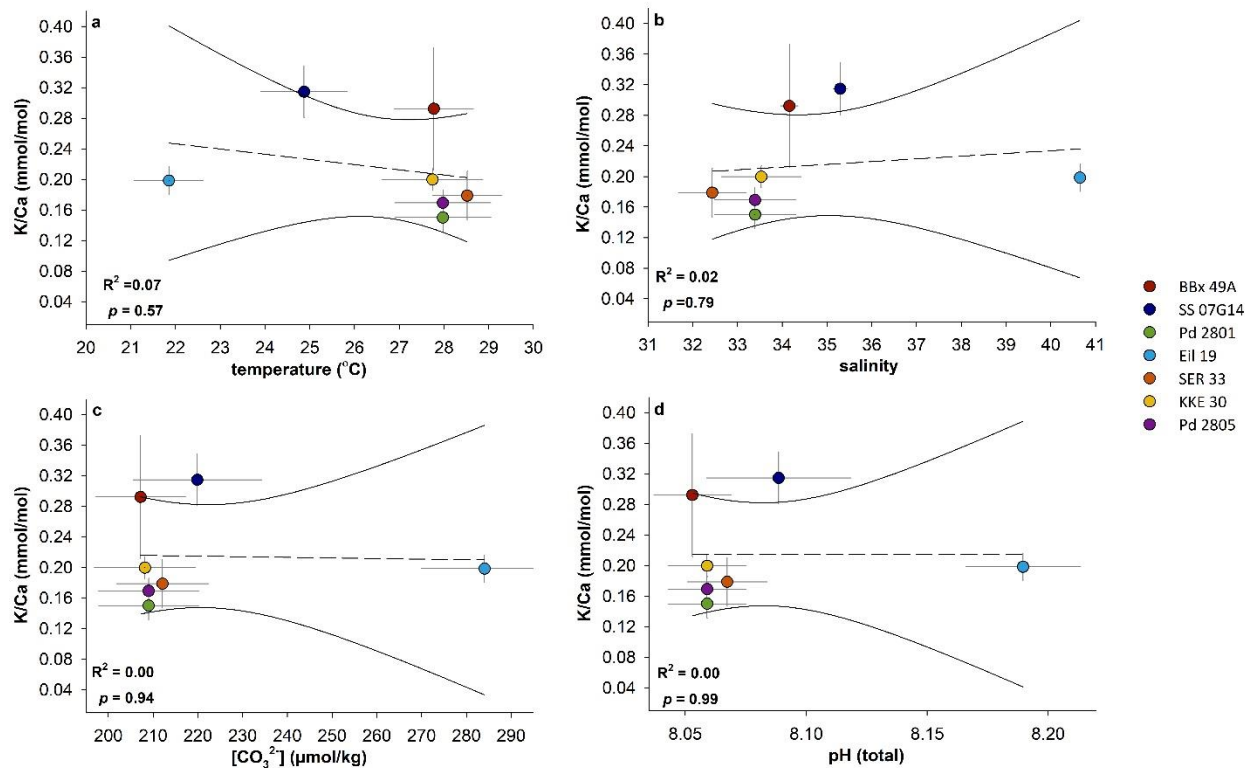 a
0.40
0.36
0.32
0.28
0.24
0.20
0.16
0.12
0.08
0.04
K/Ca (mmol/mol)
R² =0.07
p = 0.57
20 21 22 23 24 25 26 27 28 29 30
temperature (°C)
b
0.40
0.36
0.32
0.28
0.24
0.20
0.16
0.12
0.08
0.04
K/Ca (mmol/mol)
R² = 0.02
p =0.79
31 32 33 34 35 36 37 38 39 40 41
salinity
BBx 49A
SS 07G14
Pd 2801
Eil 19
SER 33
KKE 30
Pd 2805
c
0.40
0.36
0.32
0.28
0.24
0.20
0.16
0.12
0.08
0.04
K/Ca (mmol/mol)
R² = 0.00
p = 0.94
200 210 220 230 240 250 260 270 280 290
[CO₃²⁻] (µmol/kg)
d
0.40
0.36
0.32
0.28
0.24
0.20
0.16
0.12
0.08
0.04
K/Ca (mmol/mol)
R² = 0.00
p = 0.99
8.05 8.10 8.15 8.20
pH (total)